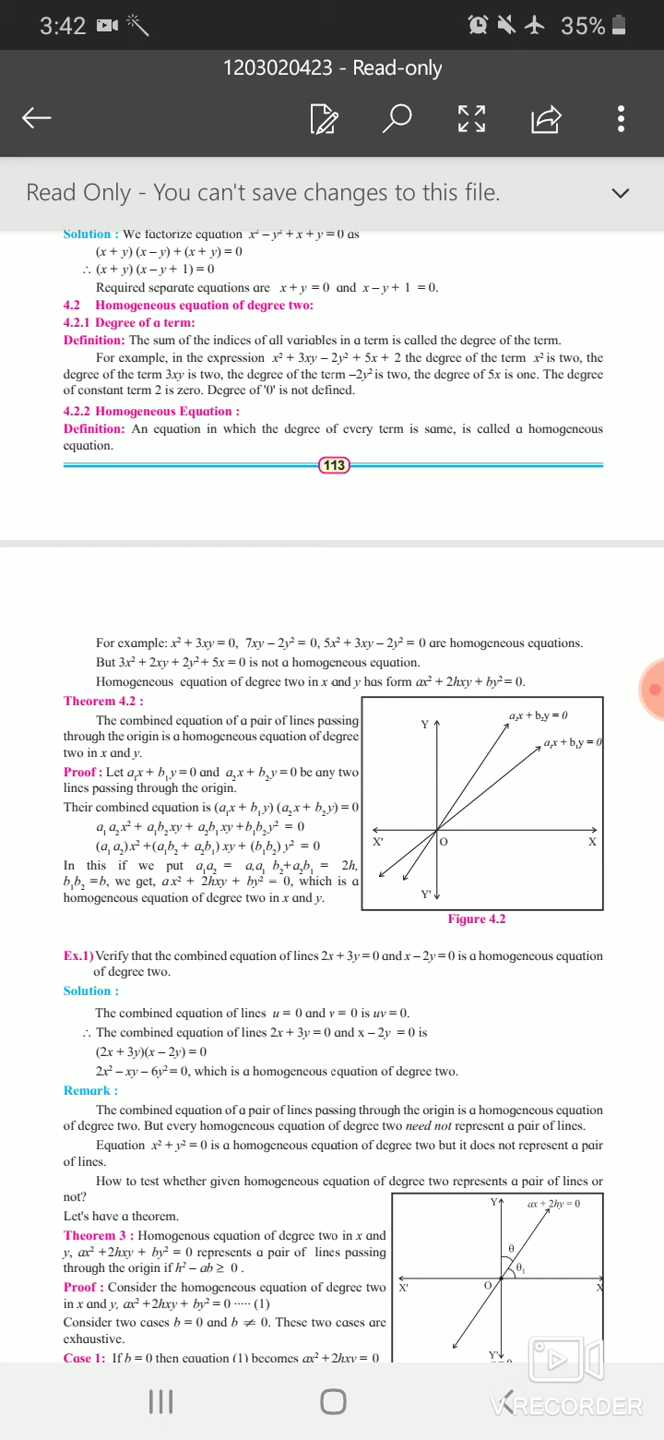 3:42
35%
1203020423 - Read-only
Read Only - You can't save changes to this file.
Solution : We factorize equation x² – y² + x + y = 0 as
(x + y) (x – y) + (x + y) = 0
∴ (x + y) (x – y + 1) = 0
Required separate equations are x + y = 0 and x – y + 1 = 0.
4.2 Homogeneous equation of degree two:
4.2.1 Degree of a term:
Definition: The sum of the indices of all variables in a term is called the degree of the term.
For example, in the expression x² + 3xy – 2y² + 5x + 2 the degree of the term x² is two, the
degree of the term 3xy is two, the degree of the term –2y² is two, the degree of 5x is one. The degree
of constant term 2 is zero. Degree of '0' is not defined.
4.2.2 Homogeneous Equation :
Definition: An equation in which the degree of every term is same, is called a homogeneous
equation.
113
For example: x² + 3xy = 0, 7xy – 2y² = 0, 5x² + 3xy – 2y² = 0 are homogeneous equations.
But 3x² + 2xy + 2y² + 5x = 0 is not a homogeneous equation.
Homogeneous equation of degree two in x and y has form ax² + 2hxy + by² = 0.
Theorem 4.2 :
The combined equation of a pair of lines passing
through the origin is a homogeneous equation of degree
two in x and y.
Proof : Let a₁x + b₁y = 0 and a₂x + b₂y = 0 be any two
lines passing through the origin.
Their combined equation is (a₁x + b₁y) (a₂x + b₂y) = 0
a₁ a₂x² + a₁b₂xy + a₂b₁xy + b₁b₂y² = 0
(a₁ a₂)x² +(a₁b₂ + a₂b₁) xy + (b₁b₂) y² = 0
In this if we put a₁a₂ = a,a₁ b₂+a₂b₁ = 2h,
b₁b₂ =b, we get, ax² + 2hxy + by² = 0, which is a
homogeneous equation of degree two in x and y.
Y
a₂x + b₂y = 0
a₁x + b₁y = 0
X'
O
X
Y'
Figure 4.2
Ex.1) Verify that the combined equation of lines 2x + 3y = 0 and x – 2y = 0 is a homogeneous equation
of degree two.
Solution :
The combined equation of lines u = 0 and v = 0 is uv = 0.
∴ The combined equation of lines 2x + 3y = 0 and x – 2y = 0 is
(2x + 3y)(x – 2y) = 0
2x² – xy – 6y² = 0, which is a homogeneous equation of degree two.
Remark :
The combined equation of a pair of lines passing through the origin is a homogeneous equation
of degree two. But every homogeneous equation of degree two need not represent a pair of lines.
Equation x² + y² = 0 is a homogeneous equation of degree two but it does not represent a pair
of lines.
How to test whether given homogeneous equation of degree two represents a pair of lines or
not?
Let's have a theorem.
Theorem 3 : Homogenous equation of degree two in x and
y, ax² +2hxy + by² = 0 represents a pair of lines passing
through the origin if h² – ab ≥ 0 .
Proof : Consider the homogeneous equation of degree two
in x and y, ax² +2hxy + by² = 0 ····· (1)
Consider two cases b = 0 and b ≠ 0. These two cases are
exhaustive.
Case 1: If b = 0 then equation (1) becomes ax² + 2hxy = 0
Y
ax + 2hy = 0
θ
θ₁
X'
O
X
Y'
V RECORDER